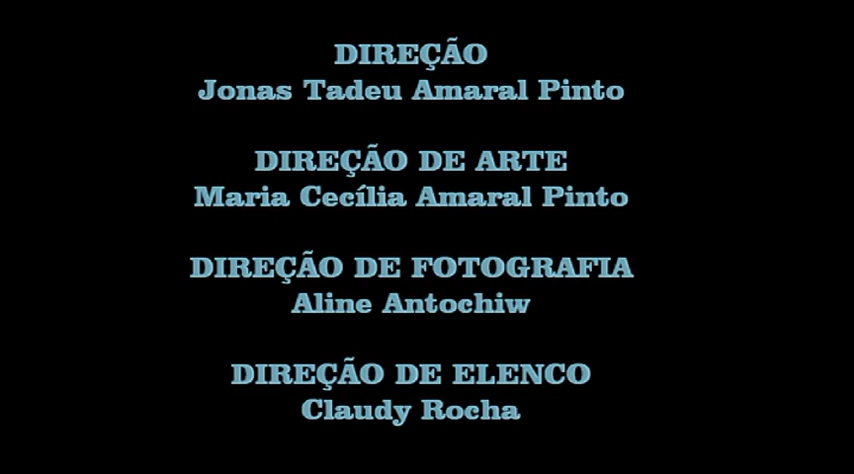 DIREÇÃO
Jonas Tadeu Amaral Pinto
DIREÇÃO DE ARTE
Maria Cecília Amaral Pinto
DIREÇÃO DE FOTOGRAFIA
Aline Antochiw
DIREÇÃO DE ELENCO
Claudy Rocha